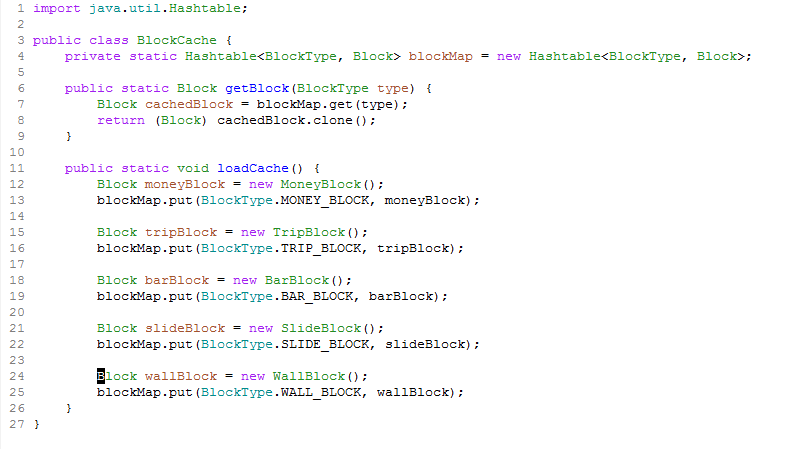 1 import java.util.Hashtable;
2
3 public class BlockCache {
4     private static Hashtable<BlockType, Block> blockMap = new Hashtable<BlockType, Block>;
5
6     public static Block getBlock(BlockType type) {
7         Block cachedBlock = blockMap.get(type);
8         return (Block) cachedBlock.clone();
9     }
10
11     public static void loadCache() {
12         Block moneyBlock = new MoneyBlock();
13         blockMap.put(BlockType.MONEY_BLOCK, moneyBlock);
14
15         Block tripBlock = new TripBlock();
16         blockMap.put(BlockType.TRIP_BLOCK, tripBlock);
17
18         Block barBlock = new BarBlock();
19         blockMap.put(BlockType.BAR_BLOCK, barBlock);
20
21         Block slideBlock = new SlideBlock();
22         blockMap.put(BlockType.SLIDE_BLOCK, slideBlock);
23
24         Block wallBlock = new WallBlock();
25         blockMap.put(BlockType.WALL_BLOCK, wallBlock);
26     }
27 }